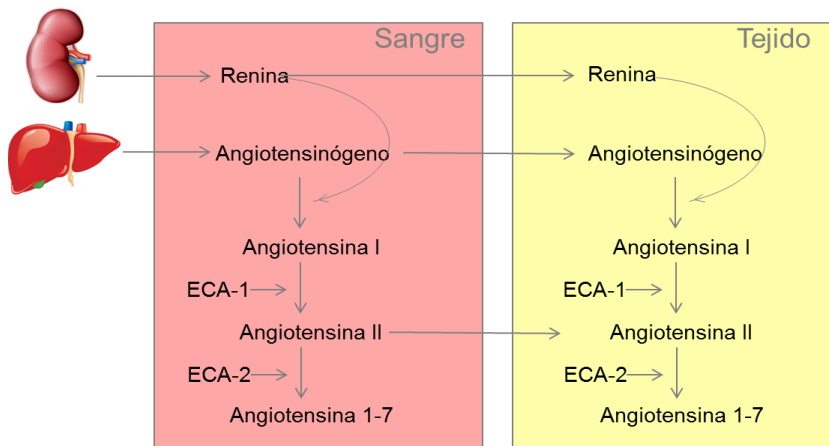 Sangre
Tejido
Renina
Renina
Angiotensinógeno
Angiotensinógeno
Angiotensina I
Angiotensina I
ECA-1
ECA-1
Angiotensina II
Angiotensina II
ECA-2
ECA-2
Angiotensina 1-7
Angiotensina 1-7